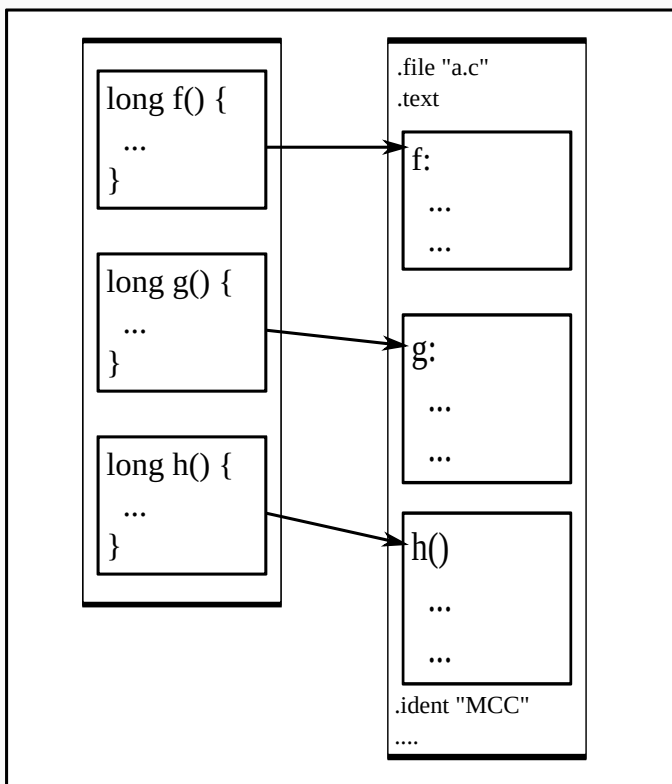 long f() {
...
}
long g() {
...
}
long h() {
...
}
.file "a.c"
.text
f:
...
...
g:
...
...
h()
...
...
.ident "MCC"
....